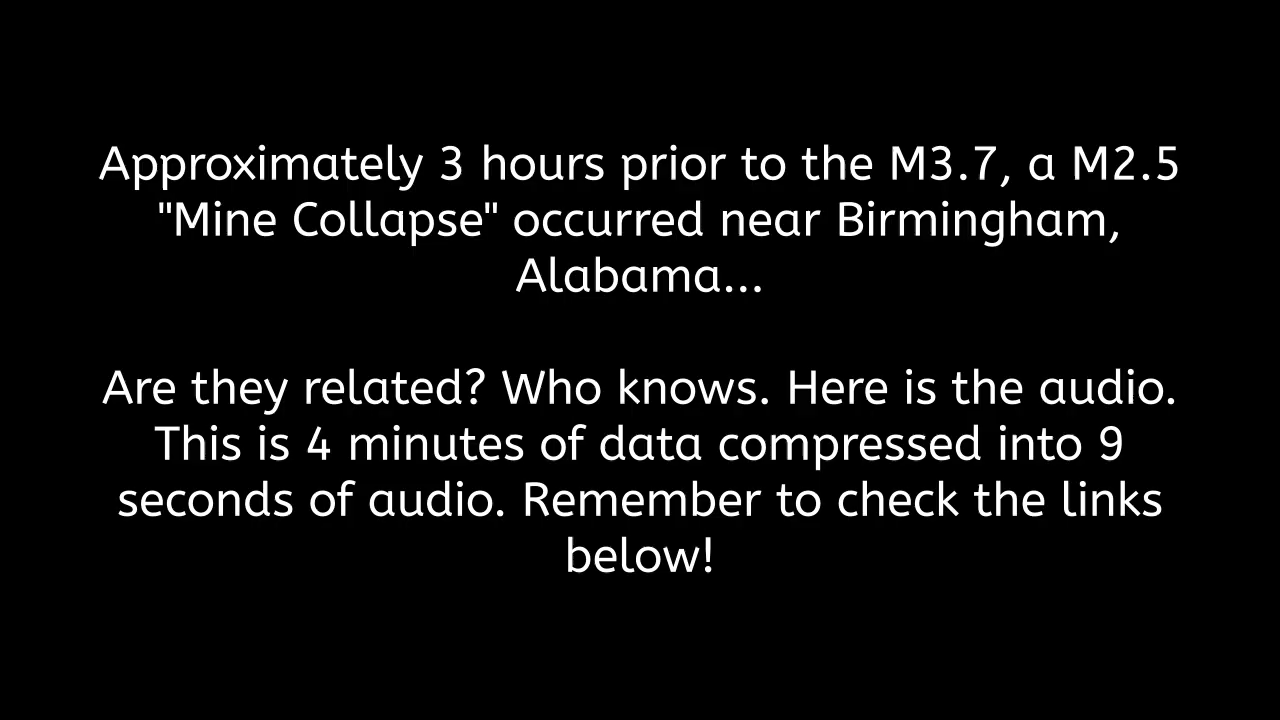 Approximately 3 hours prior to the M3.7, a M2.5
"Mine Collapse" occurred near Birmingham,
Alabama...
Are they related? Who knows. Here is the audio.
This is 4 minutes of data compressed into 9
seconds of audio. Remember to check the links
below!